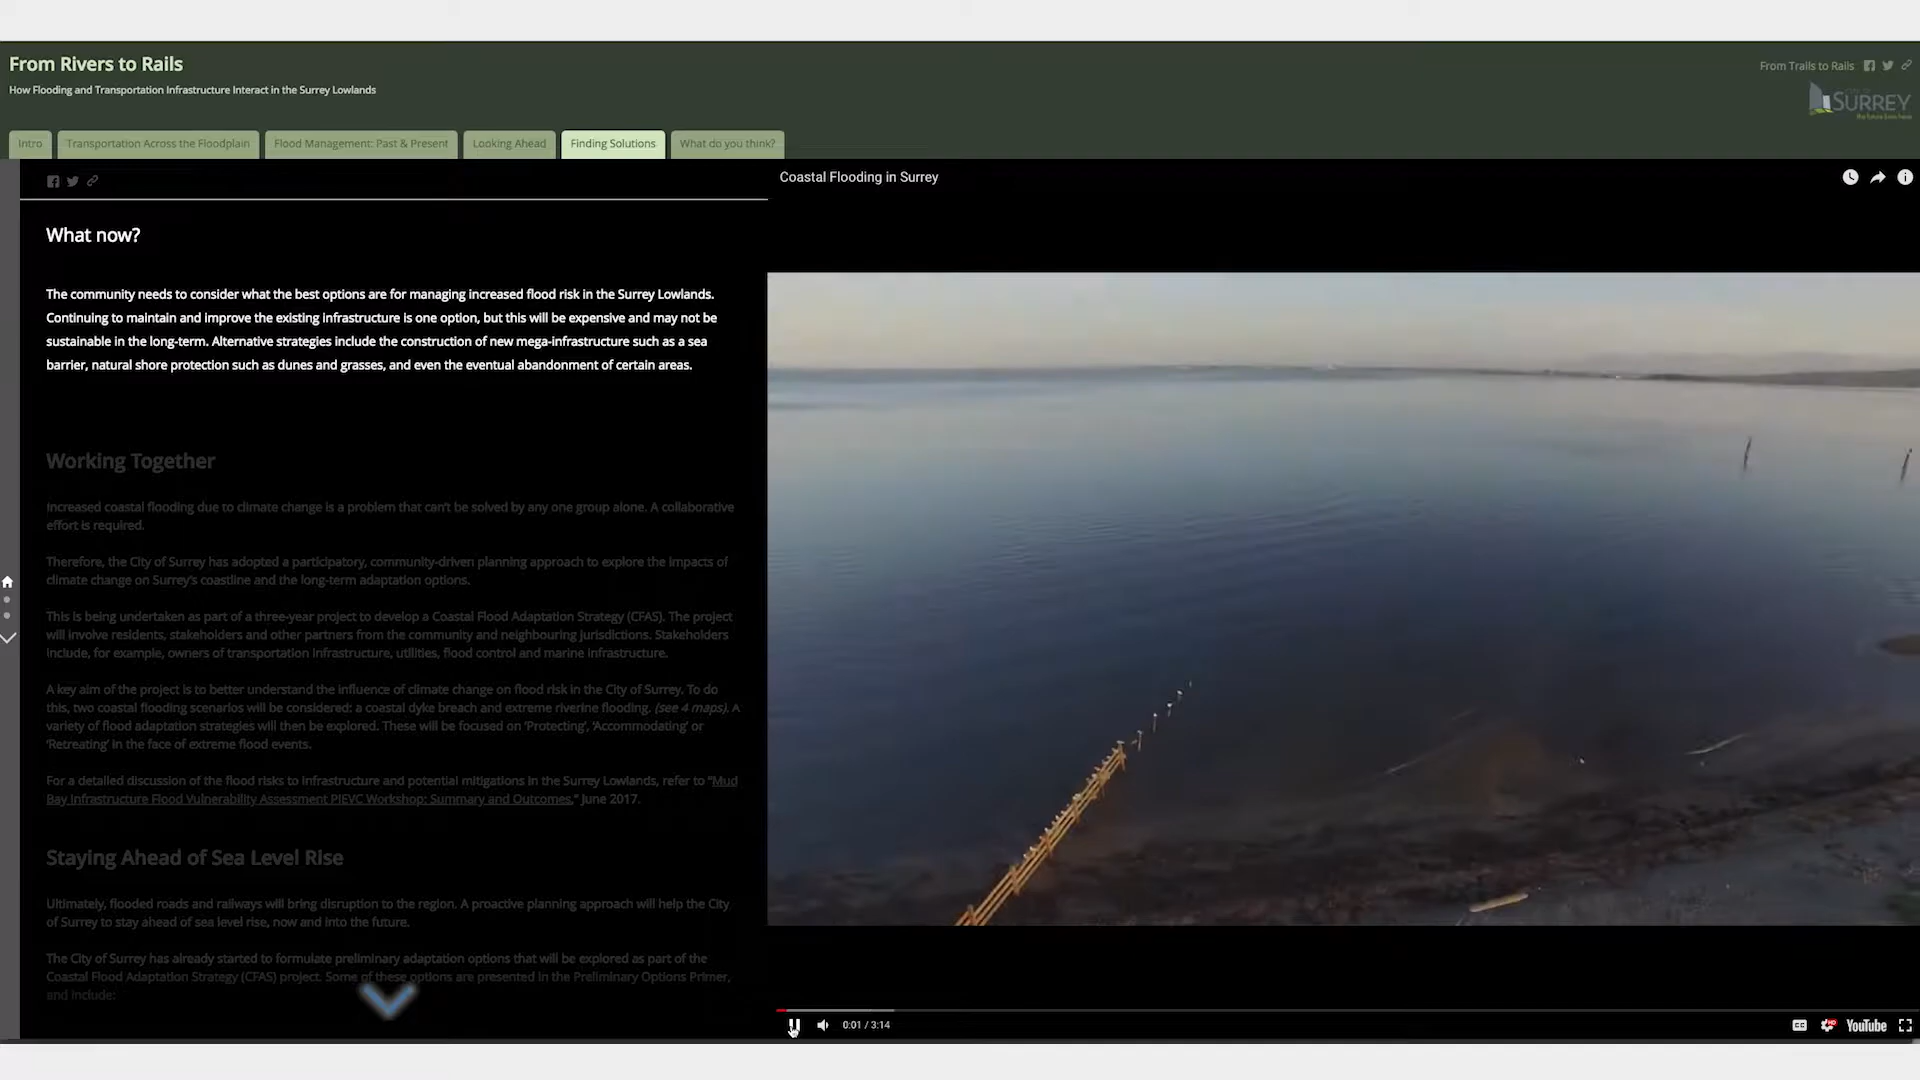 From Rivers to Rails
How Flooding and Transportation Infrastructure Interact in the Surrey Lowlands
From Trails to Rails
CITY OF
SURREY
the future lives here.
Intro
Transportation Across the Floodplain
Flood Management: Past & Present
Looking Ahead
Finding Solutions
What do you think?
Coastal Flooding in Surrey
What now?
The community needs to consider what the best options are for managing increased flood risk in the Surrey Lowlands.
Continuing to maintain and improve the existing infrastructure is one option, but this will be expensive and may not be
sustainable in the long-term. Alternative strategies include the construction of new mega-infrastructure such as a sea
barrier, natural shore protection such as dunes and grasses, and even the eventual abandonment of certain areas.
Working Together
Increased coastal flooding due to climate change is a problem that can't be solved by any one group alone. A collaborative
effort is required.
Therefore, the City of Surrey has adopted a participatory, community-driven planning approach to explore the impacts of
climate change on Surrey's coastline and the long-term adaptation options.
This is being undertaken as part of a three-year project to develop a Coastal Flood Adaptation Strategy (CFAS). The project
will involve residents, stakeholders and other partners from the community and neighbouring jurisdictions. Stakeholders
include, for example, owners of transportation infrastructure, utilities, flood control and marine infrastructure.
A key aim of the project is to better understand the influence of climate change on flood risk in the City of Surrey. To do
this, two coastal flooding scenarios will be considered: a coastal dyke breach and extreme riverine flooding. (see 4 maps). A
variety of flood adaptation strategies will then be explored. These will be focused on 'Protecting', 'Accommodating' or
'Retreating' in the face of extreme flood events.
For a detailed discussion of the flood risks to infrastructure and potential mitigations in the Surrey Lowlands, refer to "Mud
Bay Infrastructure Flood Vulnerability Assessment PIEVC Workshop: Summary and Outcomes," June 2017.
Staying Ahead of Sea Level Rise
Ultimately, flooded roads and railways will bring disruption to the region. A proactive planning approach will help the City
of Surrey to stay ahead of sea level rise, now and into the future.
The City of Surrey has already started to formulate preliminary adaptation options that will be explored as part of the
Coastal Flood Adaptation Strategy (CFAS) project. Some of these options are presented in the Preliminary Options Primer,
and include:
0:01 / 3:14
CC
HD
YouTube